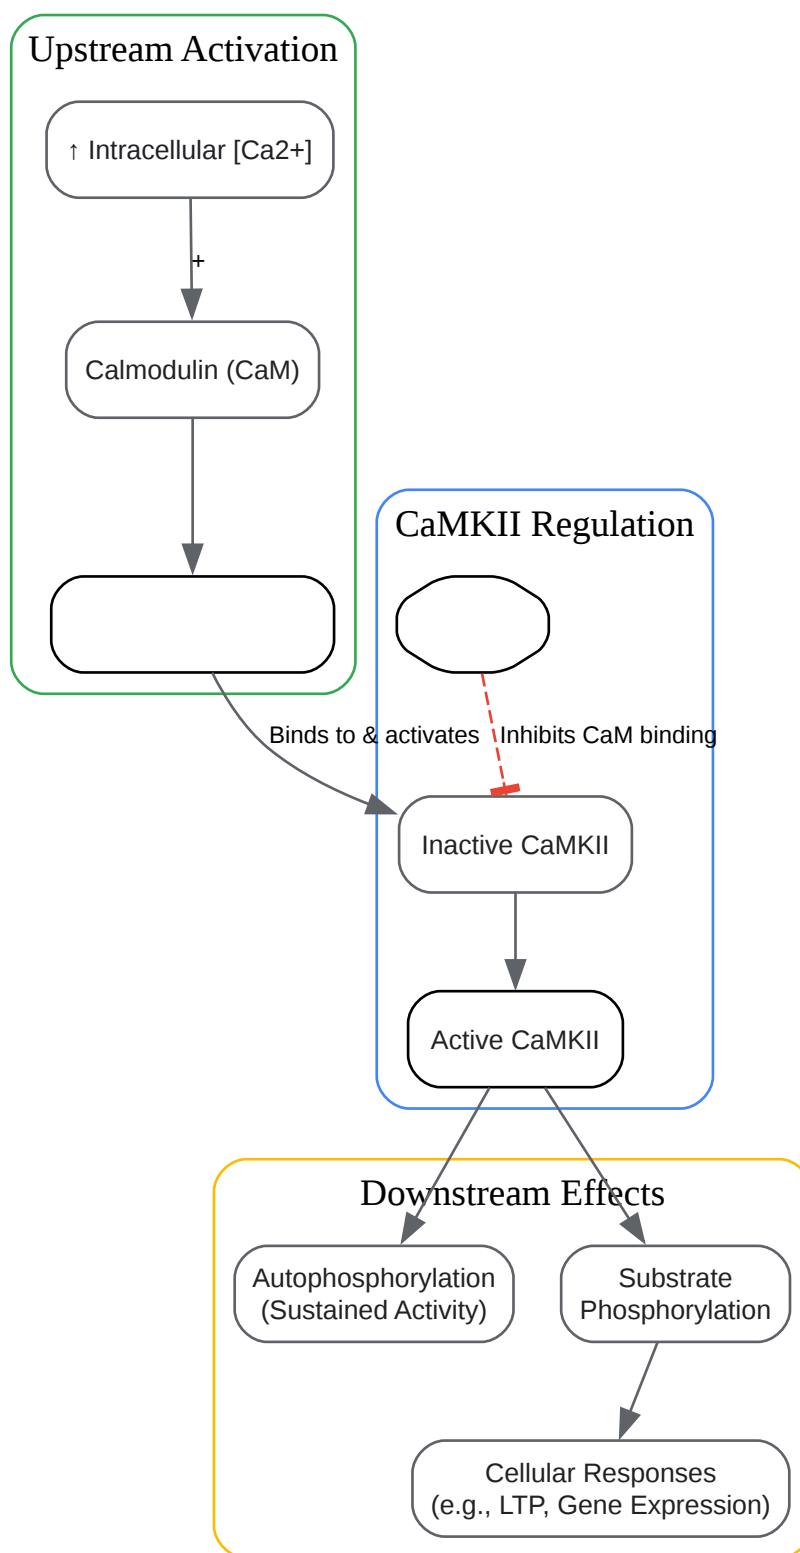 Upstream Activation
↑ Intracellular [Ca2+]
+
Calmodulin (CaM)
CaMKII Regulation
Binds to & activates
Inhibits CaM binding
Inactive CaMKII
Active CaMKII
Downstream Effects
Autophosphorylation
(Sustained Activity)
Substrate
Phosphorylation
Cellular Responses
(e.g., LTP, Gene Expression)